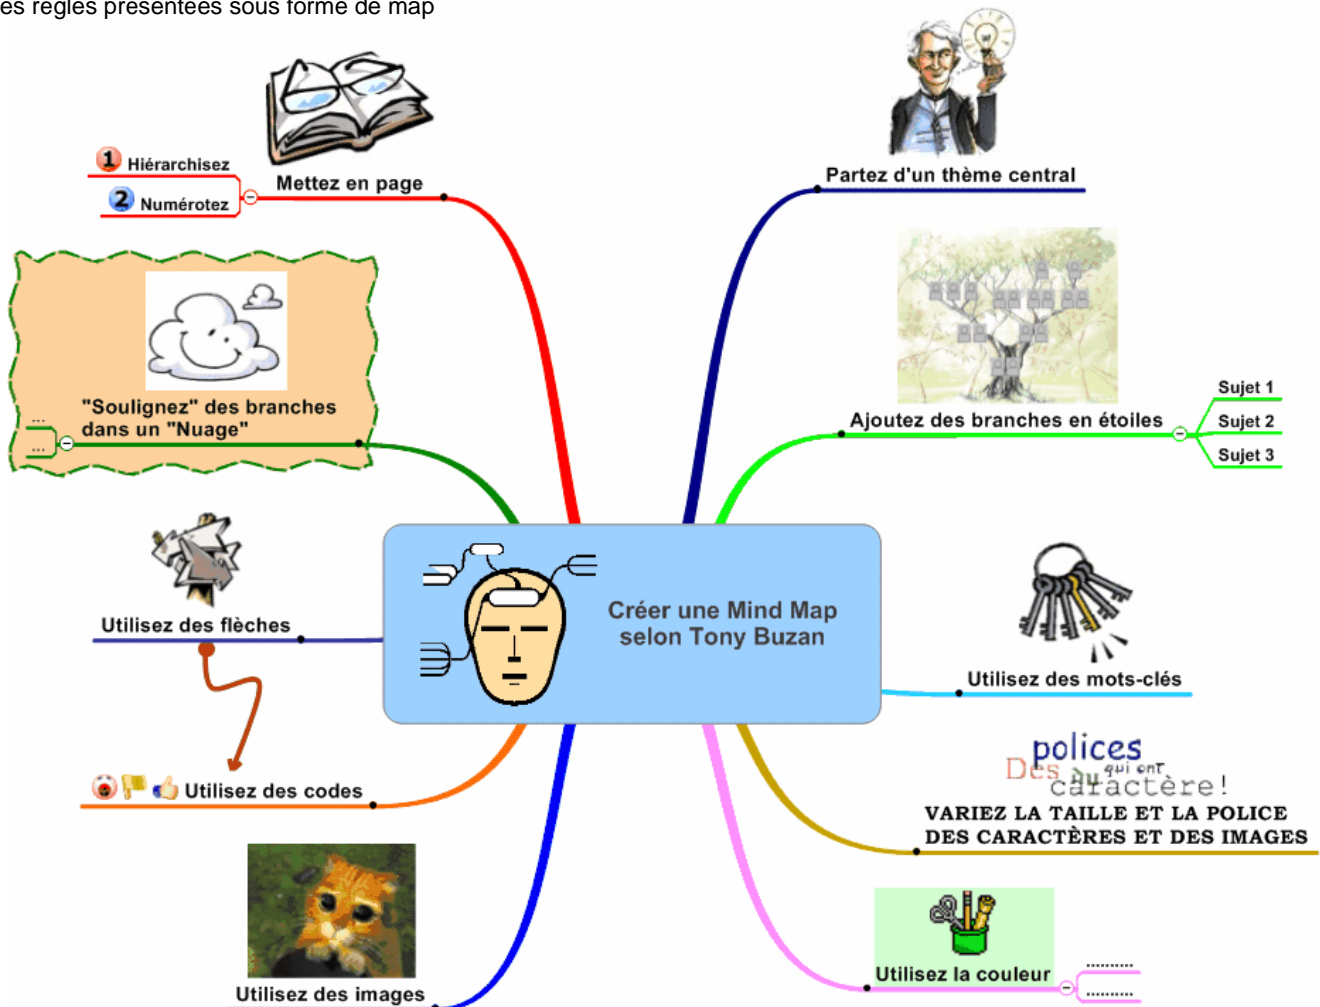 es règles présentées sous forme de map
Partez d'un thème central
Ajoutez des branches en étoiles
Sujet 1
Sujet 2
Sujet 3
Utilisez des mots-clés
polices
Des du qui ont
caractère!
VARIEZ LA TAILLE ET LA POLICE
DES CARACTÈRES ET DES IMAGES
Utilisez la couleur
..........
..........
Créer une Mind Map
selon Tony Buzan
Mettez en page
1 Hiérarchisez
2 Numérotez
"Soulignez" des branches
dans un "Nuage"
...
...
Utilisez des flèches
Utilisez des codes
Utilisez des images